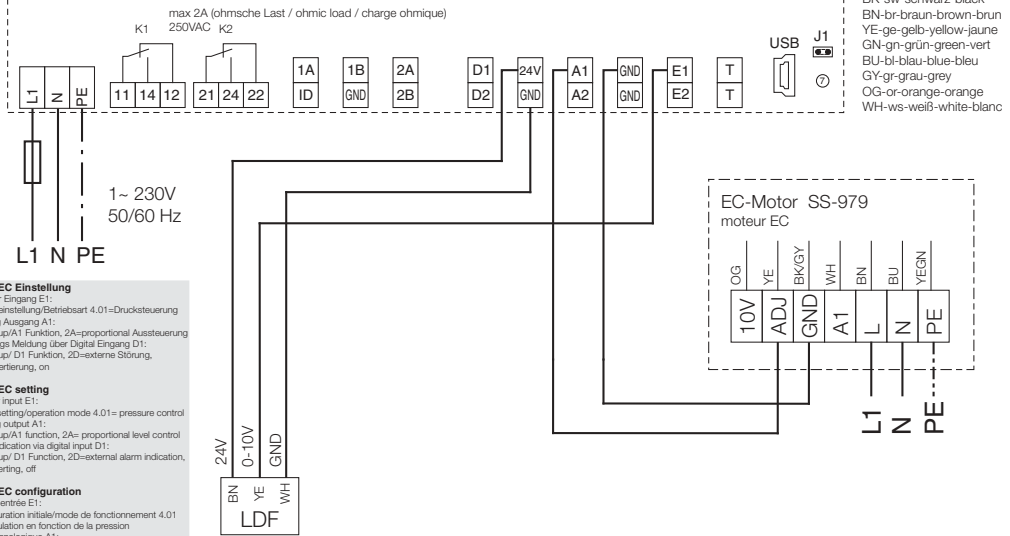 max 2A (ohmsche Last / ohmic load / charge ohmique)
250VAC
K1
K2
L1
N
PE
11 14 12
21 24 22
1A
ID
1B
GND
2A
2B
D1
D2
24V
GND
A1
A2
GND
GND
E1
E2
T
T
USB
J1
7
BK-sw-schwarz-black
BN-br-braun-brown-brun
YE-ge-gelb-yellow-jaune
GN-gn-grün-green-vert
BU-bl-blau-blue-bleu
GY-gr-grau-grey
OG-or-orange-orange
WH-ws-weiß-white-blanc
1~ 230V
50/60 Hz
L1 N PE
EC Einstellung
Eingang E1:
einstellung/Betriebsart 4.01=Drucksteuerung
Ausgang A1:
up/A1 Funktion, 2A=proportional Aussteuerung
gs Meldung über Digital Eingang D1:
up/ D1 Funktion, 2D=externe Störung,
ertierung, on
EC setting
input E1:
setting/operation mode 4.01= pressure control
output A1:
up/A1 function, 2A= proportional level control
dication via digital input D1:
up/ D1 Function, 2D=external alarm indication,
erting, off
EC configuration
entrée E1:
uration initiale/mode de fonctionnement 4.01
ulation en fonction de la pression
24V
0-10V
GND
BN
YE
WH
LDF
EC-Motor SS-979
moteur EC
OG
YE
BK/GY
WH
BN
BU
YEGN
10V
ADJ
GND
A1
L
N
PE
L1
N
PE